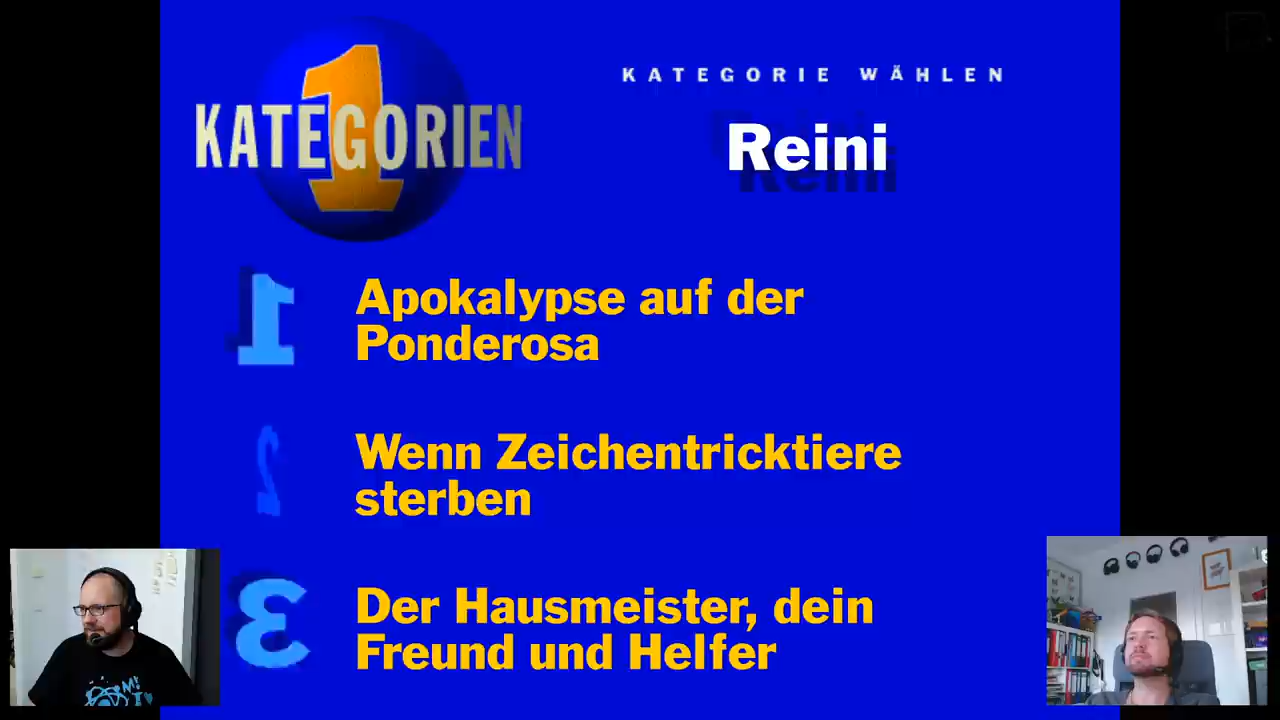 1
KATEGORIEN
KATEGORIE WÄHLEN
Reini
1
Apokalypse auf der
Ponderosa
2
Wenn Zeichentricktiere
sterben
3
Der Hausmeister, dein
Freund und Helfer